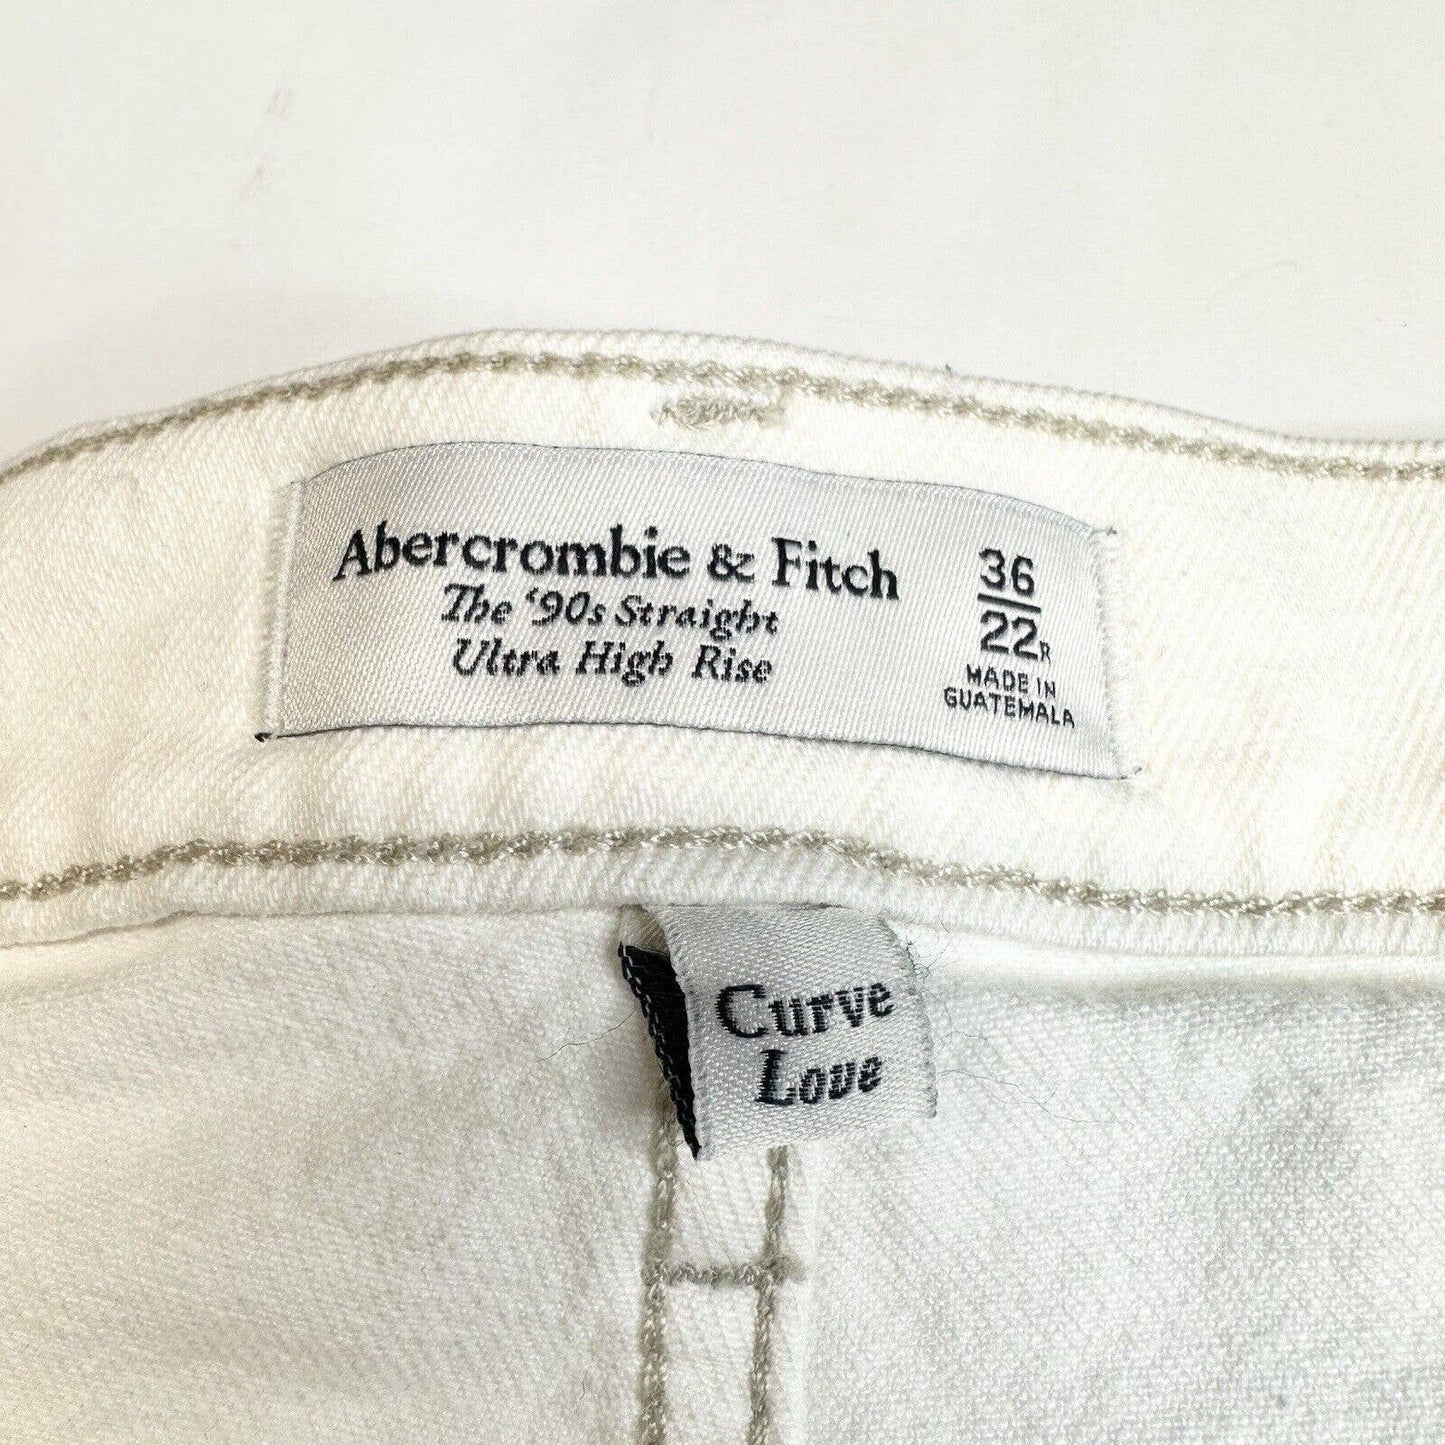 Abercrombie & Fitch
The ‘90s Straight
Ultra High Rise
36
22R
MADE IN
GUATEMALA
Curve
Love